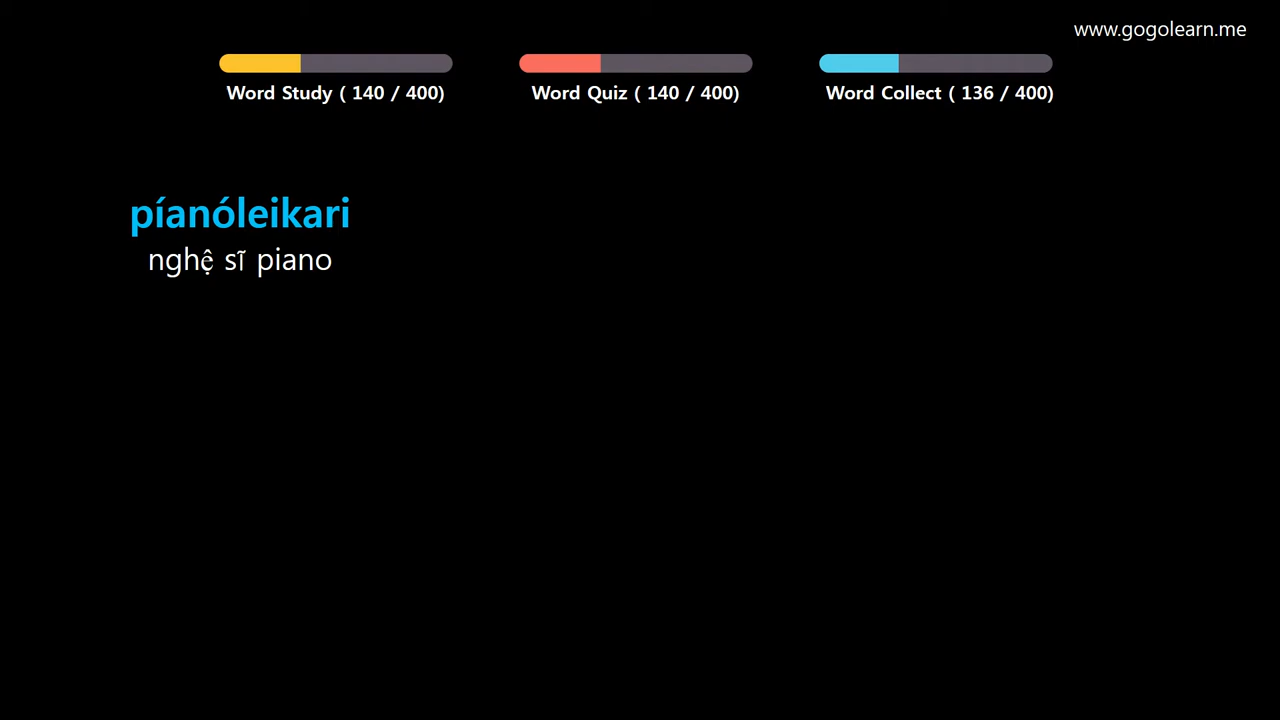 www.gogolearn.me
Word Study ( 140 / 400)
Word Quiz ( 140 / 400)
Word Collect ( 136 / 400)
píanóleikari
nghệ sĩ piano